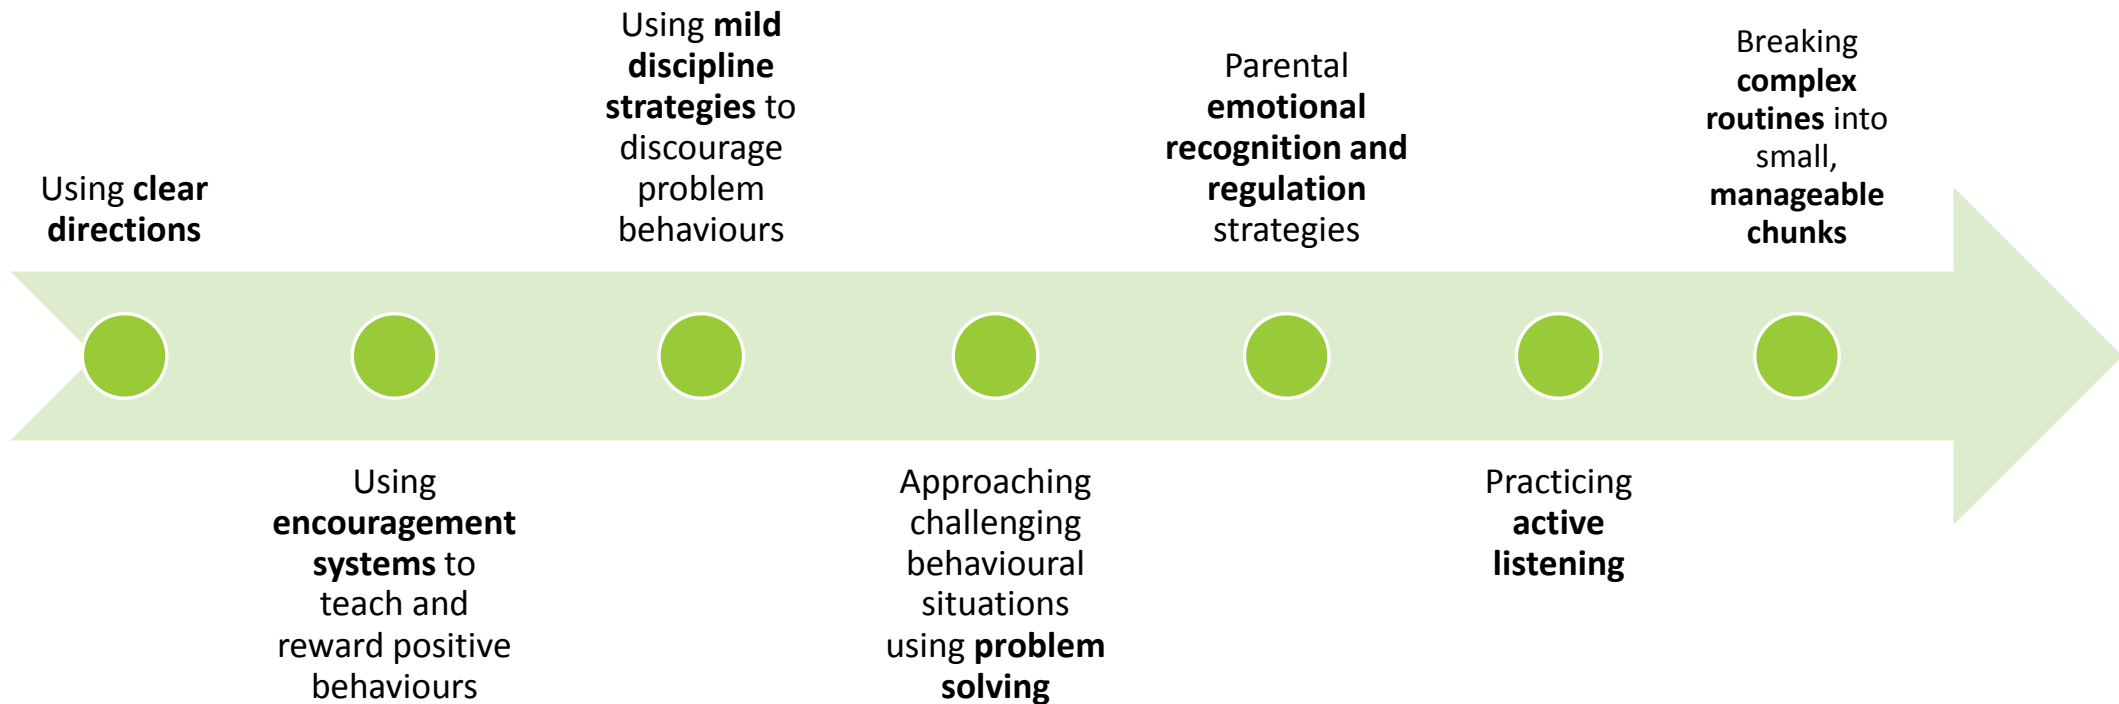 Using clear
directions
Using
encouragement
systems to
teach and
reward positive
behaviours
Using mild
discipline
strategies to
discourage
problem
behaviours
Approaching
challenging
behavioural
situations
using problem
solving
Parental
emotional
recognition and
regulation
strategies
Practicing
active
listening
Breaking
complex
routines into
small,
manageable
chunks